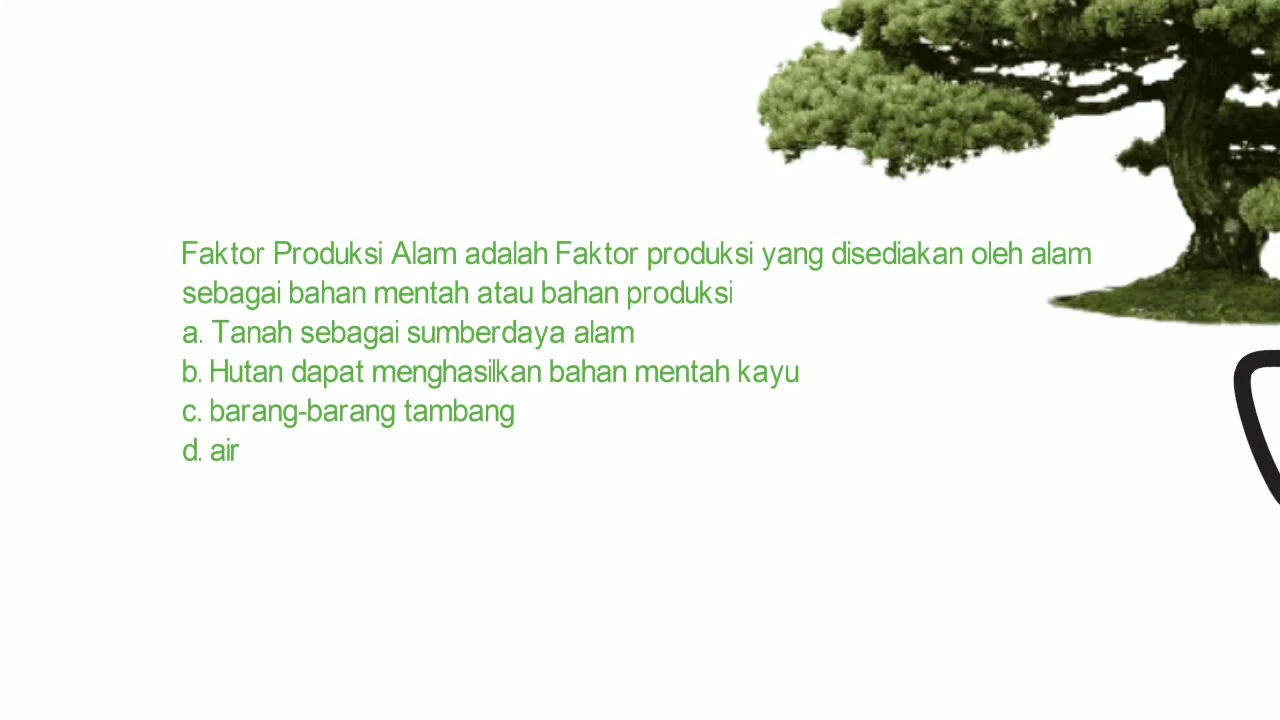 Faktor Produksi Alam adalah Faktor produksi yang disediakan oleh alam
sebagai bahan mentah atau bahan produksi
a. Tanah sebagai sumberdaya alam
b. Hutan dapat menghasilkan bahan mentah kayu
c. barang-barang tambang
d. air